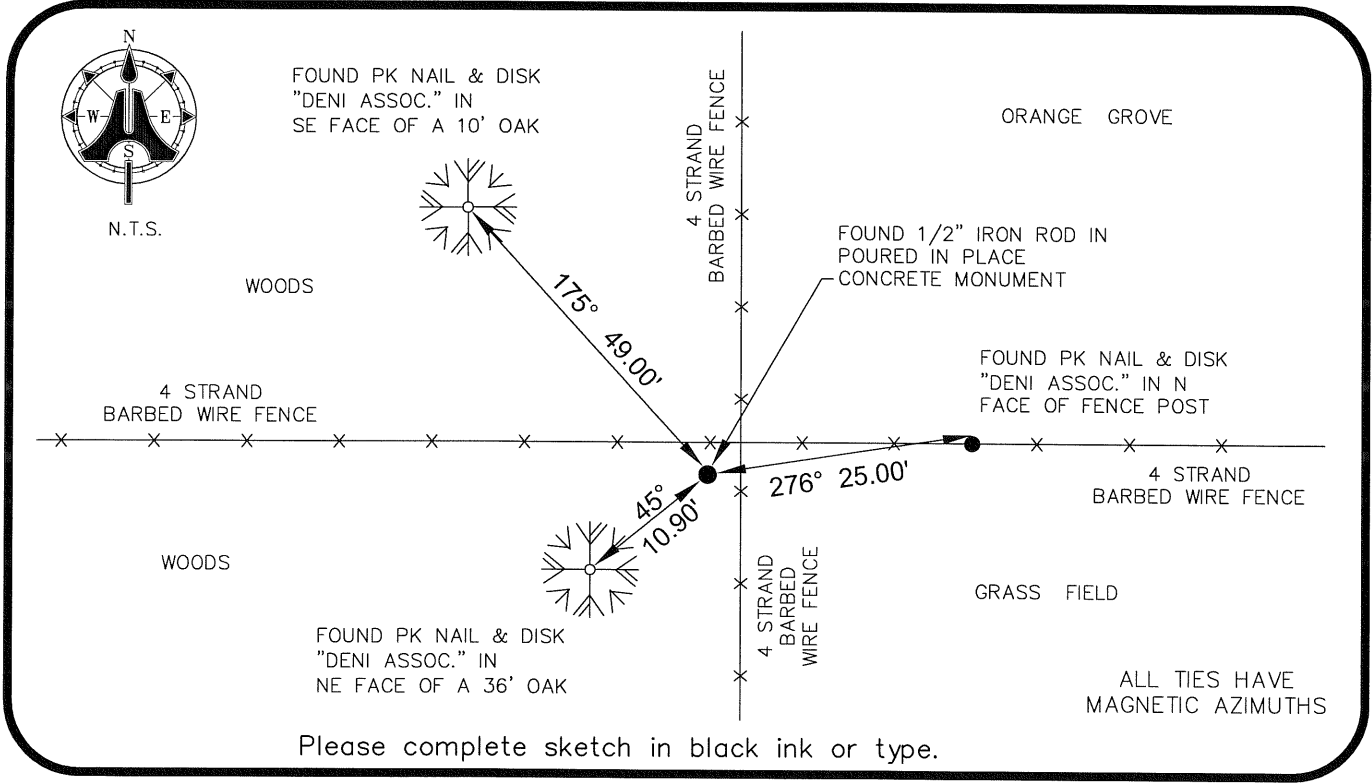 N
W E
S
N.T.S.
FOUND PK NAIL & DISK
"DENI ASSOC." IN
SE FACE OF A 10' OAK
4 STRAND
BARBED WIRE FENCE
ORANGE GROVE
FOUND 1/2" IRON ROD IN
POURED IN PLACE
CONCRETE MONUMENT
WOODS
175° 49.00'
4 STRAND
BARBED WIRE FENCE
FOUND PK NAIL & DISK
"DENI ASSOC." IN N
FACE OF FENCE POST
276° 25.00'
4 STRAND
BARBED WIRE FENCE
45°
10.90'
WOODS
4 STRAND
BARBED
WIRE FENCE
GRASS FIELD
FOUND PK NAIL & DISK
"DENI ASSOC." IN
NE FACE OF A 36' OAK
ALL TIES HAVE
MAGNETIC AZIMUTHS
Please complete sketch in black ink or type.